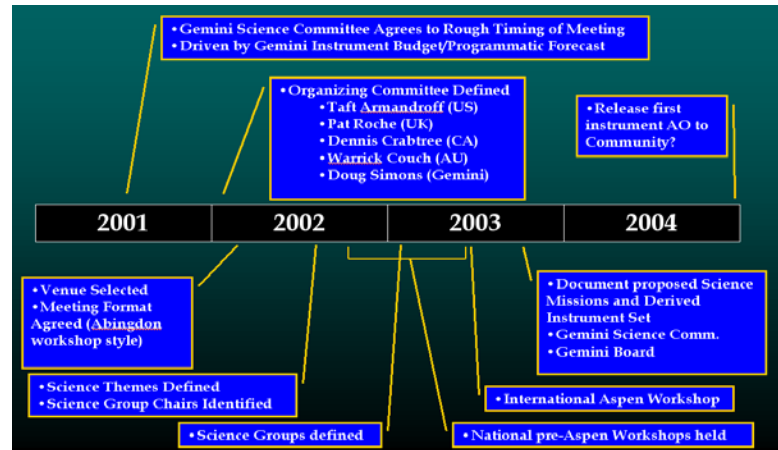 • Gemini Science Committee Agrees to Rough Timing of Meeting
• Driven by Gemini Instrument Budget/Programmatic Forecast
• Organizing Committee Defined
• Taft Armandroff (US)
• Pat Roche (UK)
• Dennis Crabtree (CA)
• Warrick Couch (AU)
• Doug Simons (Gemini)
• Release first
instrument AO to
Community?
2001 2002 2003 2004
• Venue Selected
• Meeting Format
Agreed (Abingdon
workshop style)
• Document proposed Science
Missions and Derived
Instrument Set
• Gemini Science Comm.
• Gemini Board
• Science Themes Defined
• Science Group Chairs Identified
• International Aspen Workshop
• Science Groups defined
• National pre-Aspen Workshops held